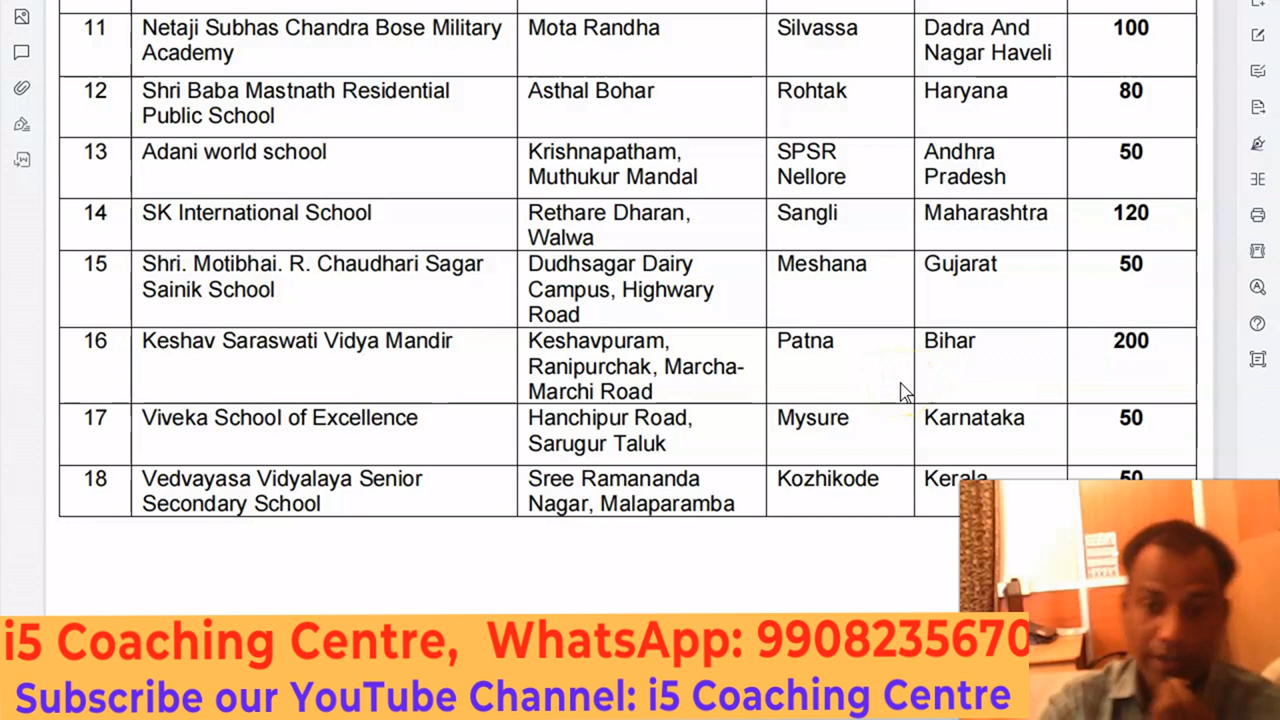 11 Netaji Subhas Chandra Bose Military Mota Randha Silvassa Dadra And 100
Academy Nagar Haveli
12 Shri Baba Mastnath Residential Asthal Bohar Rohtak Haryana 80
Public School
13 Adani world school Krishnapatham, SPSR Andhra 50
Muthukur Mandal Nellore Pradesh
14 SK International School Rethare Dharan, Sangli Maharashtra 120
Walwa
15 Shri. Motibhai. R. Chaudhari Sagar Dudhsagar Dairy Meshana Gujarat 50
Sainik School Campus, Highwary
Road
16 Keshav Saraswati Vidya Mandir Keshavpuram, Patna Bihar 200
Ranipurchak, Marcha-
Marchi Road
17 Viveka School of Excellence Hanchipur Road, Mysure Karnataka 50
Sarugur Taluk
18 Vedvayasa Vidyalaya Senior Sree Ramananda Kozhikode Kerala 50
Secondary School Nagar, Malaparamba
i5 Coaching Centre, WhatsApp: 9908235670
Subscribe our YouTube Channel: i5 Coaching Centre